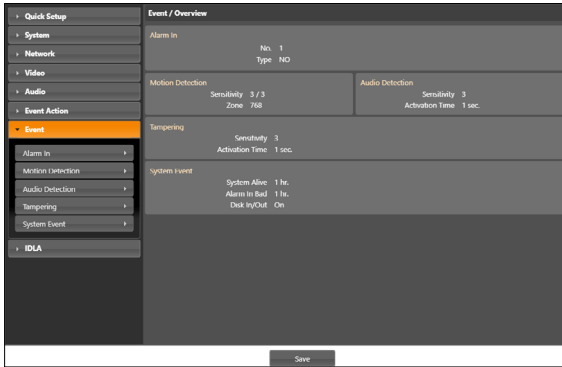 Quick Setup
System
Network
Video
Audio
Event Action
Event
Alarm In
Motion Detection
Audio Detection
Tampering
System Event
IDLA
Event / Overview
Alarm In
No. 1
Type NO
Motion Detection
Sensitivity 3 / 3
Zone 768
Audio Detection
Sensitivity 3
Activation Time 1 sec.
Tampering
Sensitivity 3
Activation Time 1 sec.
System Event
System Alive 1 hr.
Alarm In Bad 1 hr.
Disk In/Out On
Save